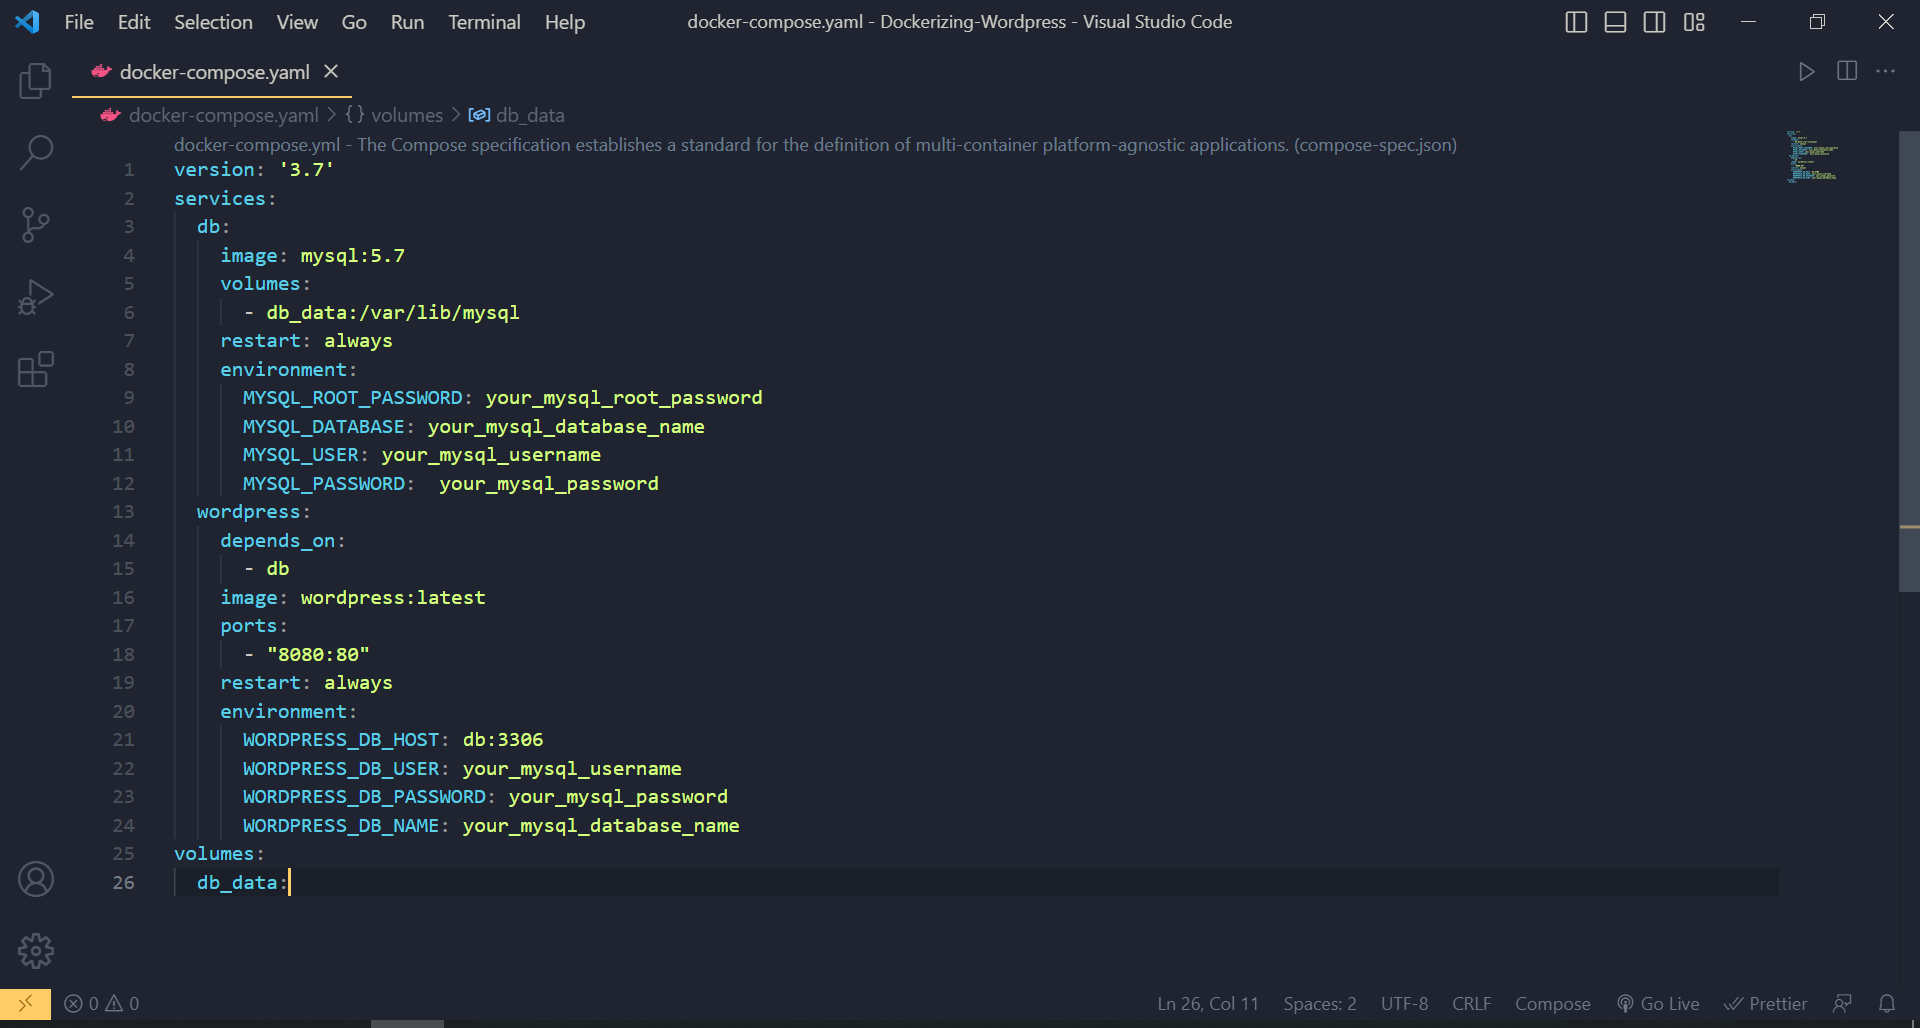 File Edit Selection View Go Run Terminal Help docker-compose.yaml - Dockerizing-Wordpress - Visual Studio Code
docker-compose.yaml
docker-compose.yaml > {} volumes > db_data
docker-compose.yml - The Compose specification establishes a standard for the definition of multi-container platform-agnostic applications. (compose-spec.json)
1 version: '3.7'
2 services:
3   db:
4     image: mysql:5.7
5     volumes:
6       - db_data:/var/lib/mysql
7     restart: always
8     environment:
9       MYSQL_ROOT_PASSWORD: your_mysql_root_password
10       MYSQL_DATABASE: your_mysql_database_name
11       MYSQL_USER: your_mysql_username
12       MYSQL_PASSWORD:  your_mysql_password
13   wordpress:
14     depends_on:
15       - db
16     image: wordpress:latest
17     ports:
18       - "8080:80"
19     restart: always
20     environment:
21       WORDPRESS_DB_HOST: db:3306
22       WORDPRESS_DB_USER: your_mysql_username
23       WORDPRESS_DB_PASSWORD: your_mysql_password
24       WORDPRESS_DB_NAME: your_mysql_database_name
25 volumes:
26   db_data:
0 0 Ln 26, Col 11 Spaces: 2 UTF-8 CRLF Compose Go Live Prettier